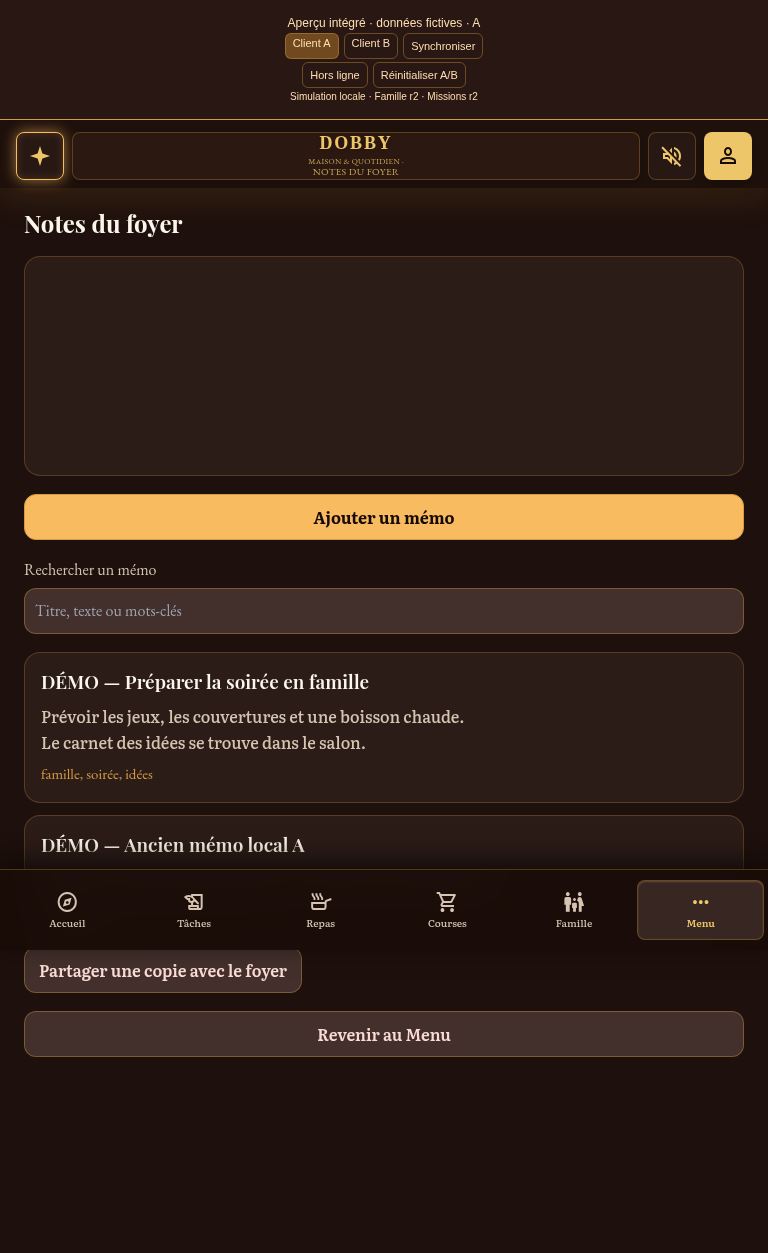 Aperçu intégré · données fictives · A
Client A
Client B
Synchroniser
Hors ligne
Réinitialiser A/B
Simulation locale · Famille r2 · Missions r2
DOBBY
MAISON & QUOTIDIEN ·
NOTES DU FOYER
Notes du foyer
Ajouter un mémo
Rechercher un mémo
Titre, texte ou mots-clés
DÉMO — Préparer la soirée en famille
Prévoir les jeux, les couvertures et une boisson chaude.
Le carnet des idées se trouve dans le salon.
famille, soirée, idées
DÉMO — Ancien mémo local A
Accueil
Tâches
Repas
Courses
Famille
Menu
Partager une copie avec le foyer
Revenir au Menu